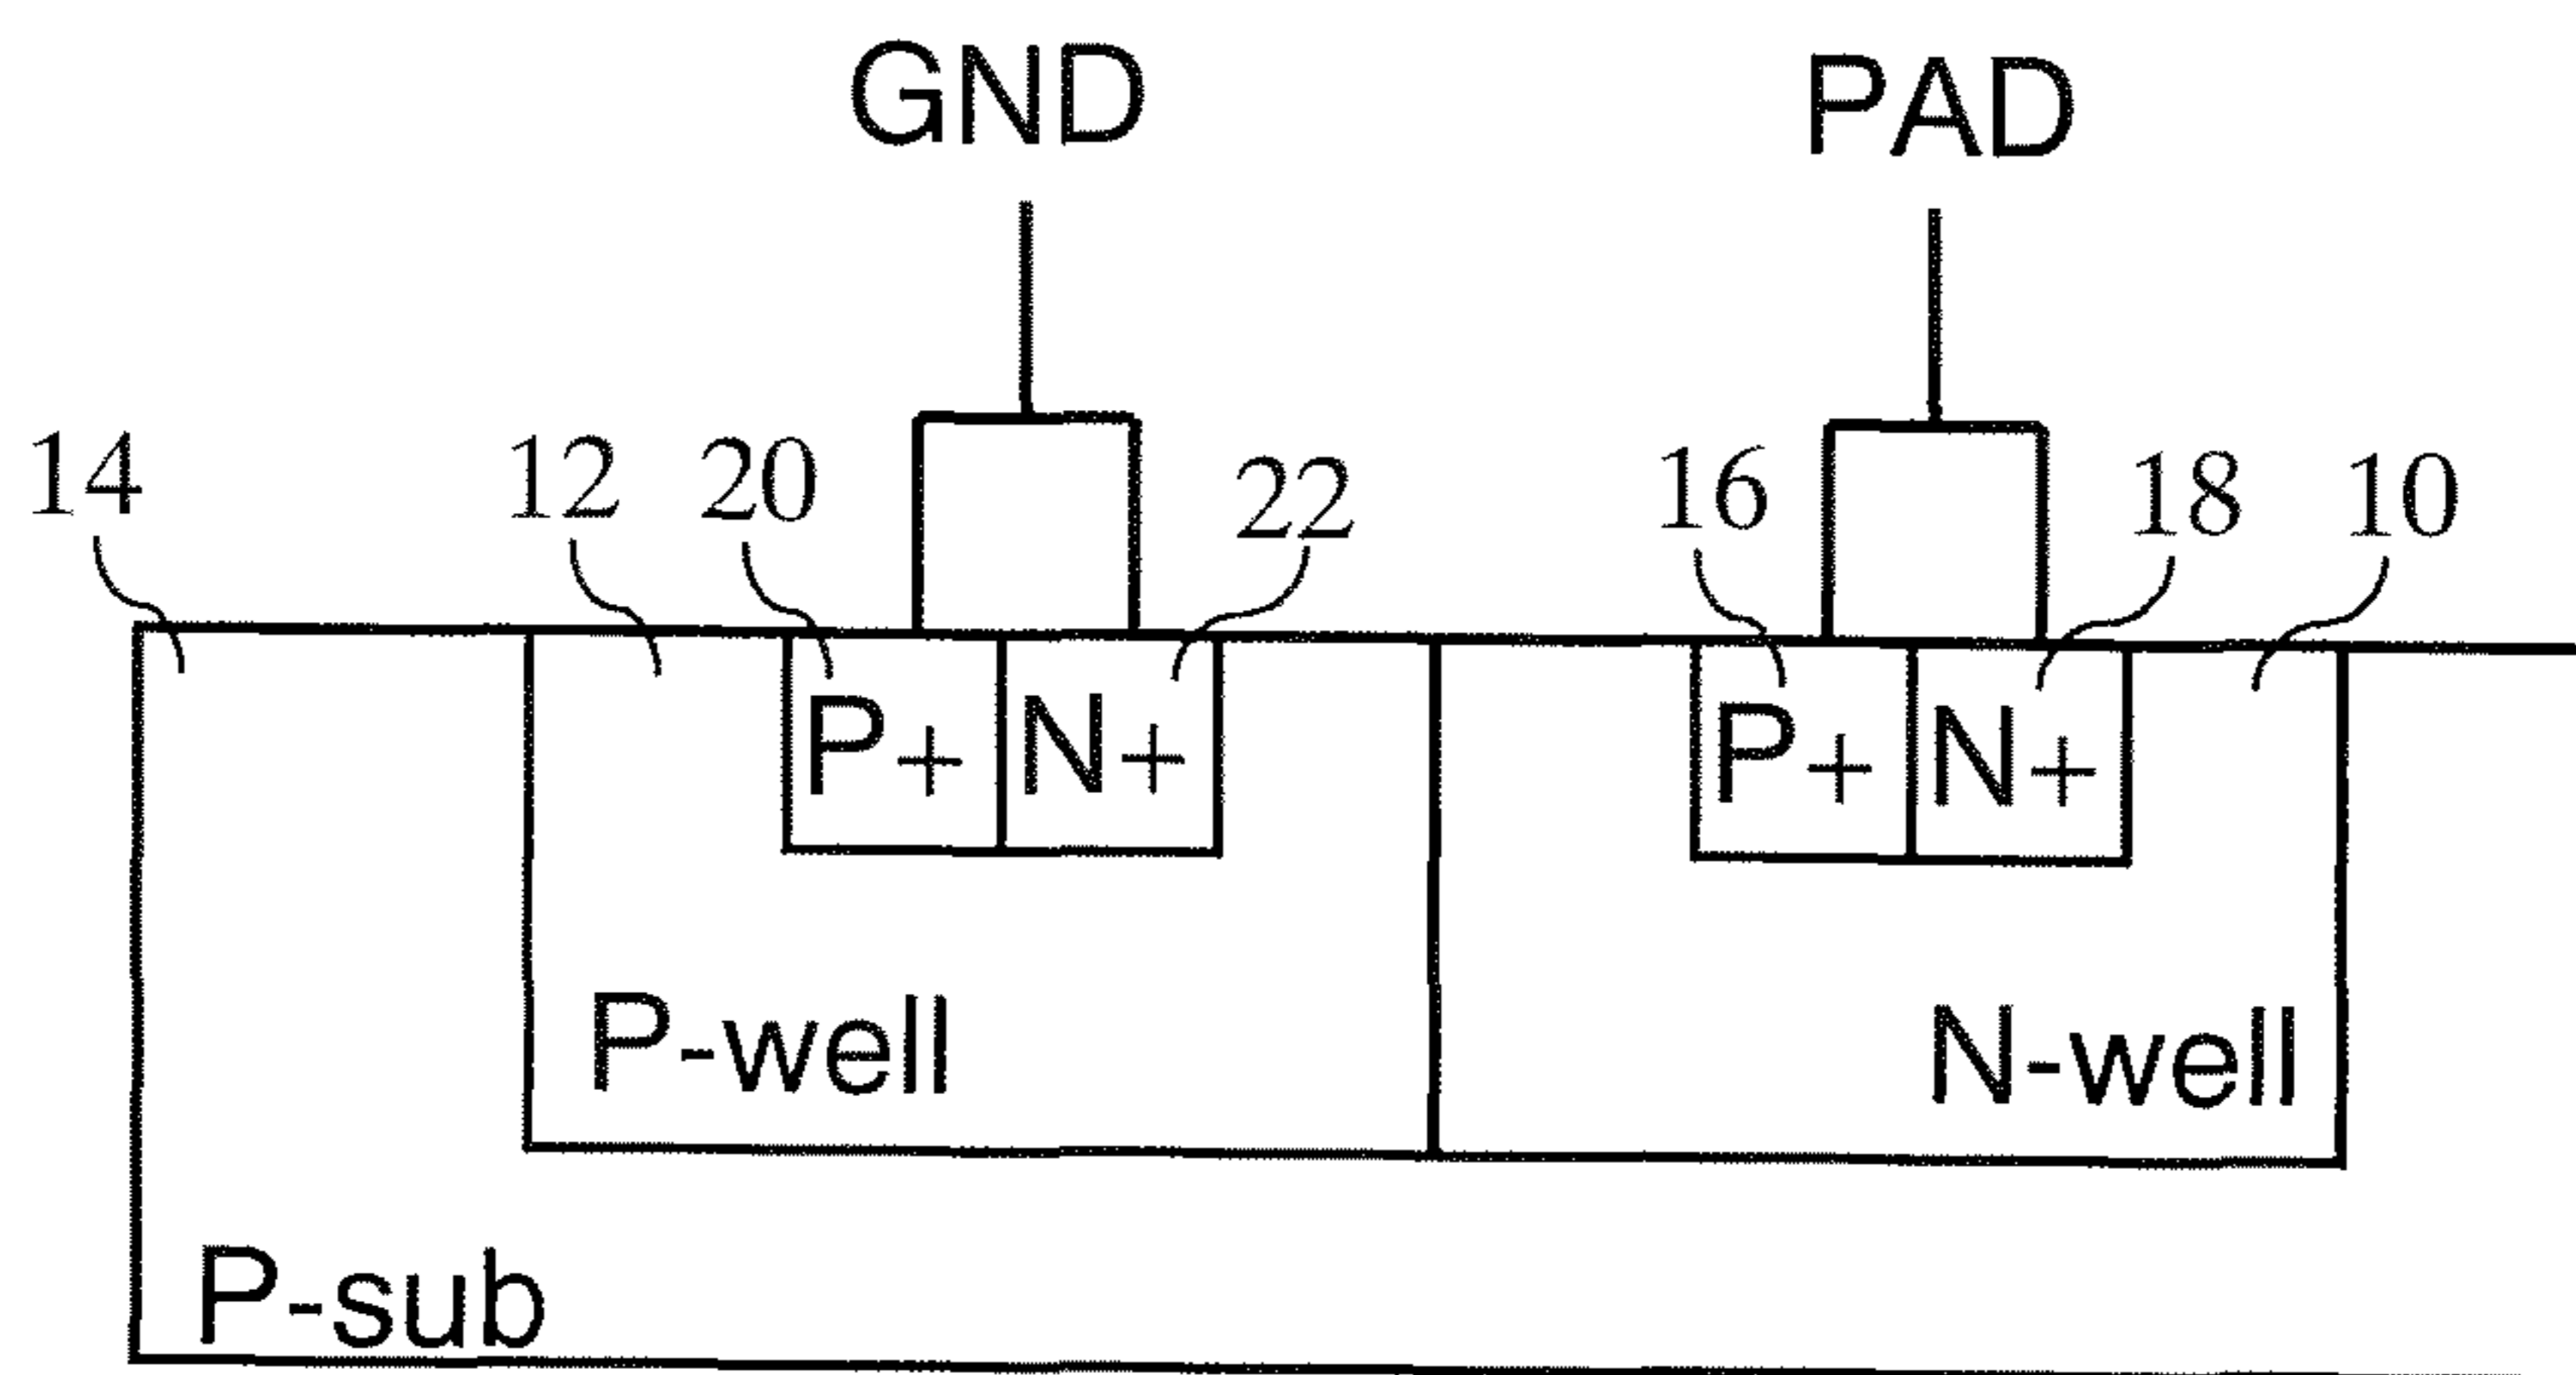 GND PAD
14 12 20 22 16 18 10
P+ N+ P+ N+
P-well N-well
P-sub